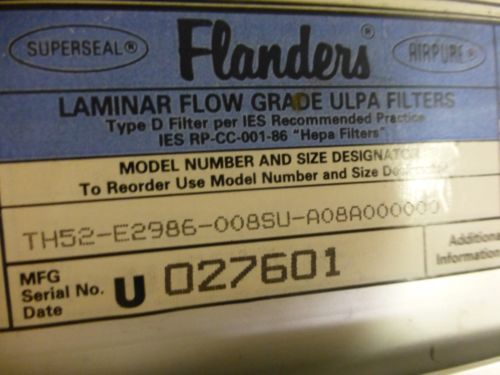 SUPERSEAL® Flanders® AIRPURE®
LAMINAR FLOW GRADE ULPA FILTERS
Type D Filter per IES Recommended Practice
IES RP-CC-001-86 "Hepa Filters"
MODEL NUMBER AND SIZE DESIGNATOR
To Reorder Use Model Number and Size Designator
TH52-E2986-008SU-A08A000000
MFG
Serial No. U 027601
Date
Additional
Information